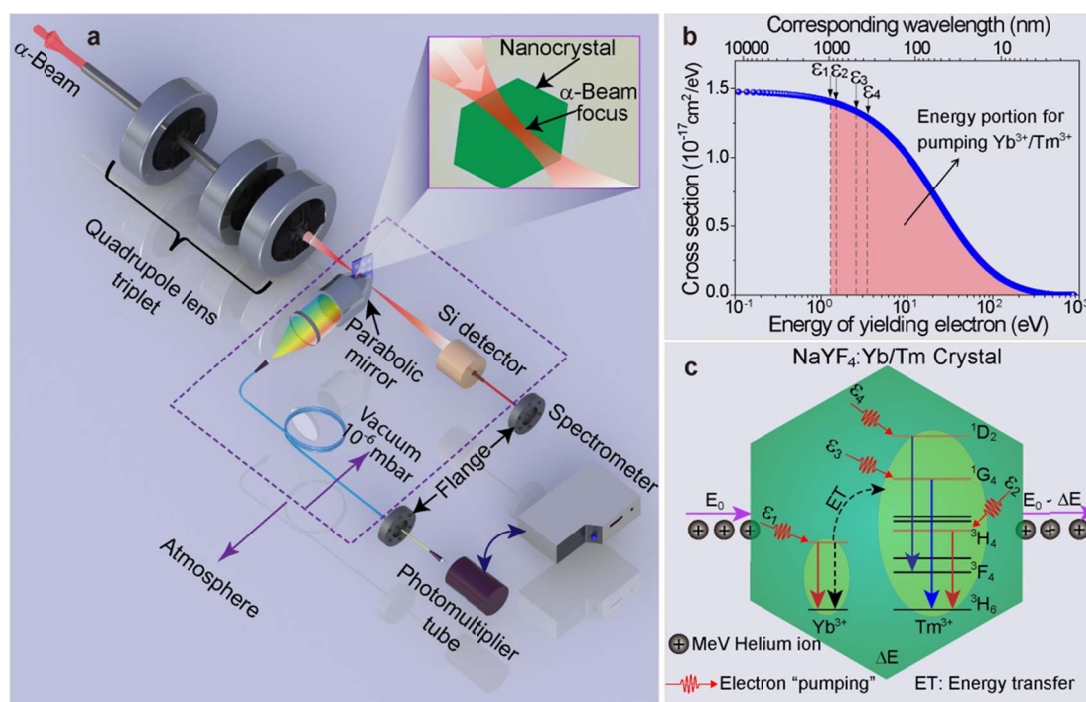 a
α-Beam
Nanocrystal
α-Beam
focus
Quadrupole lens
triplet
Parabolic
mirror
Si detector
Vacuum
10⁻⁶ mbar
Flange
Spectrometer
Atmosphere
Photomultiplier
tube
b
Corresponding wavelength (nm)
10000 1000 100 10
ε₁ ε₂ ε₃ ε₄
Energy portion for
pumping Yb³⁺/Tm³⁺
Cross section (10⁻¹⁷cm²/eV)
1.5
1.0
0.5
0.0
10⁻¹ 10⁰ 10¹ 10² 10³
Energy of yielding electron (eV)
c
NaYF₄:Yb/Tm Crystal
ε₄
¹D₂
ε₃
¹G₄
ET
ε₂
E₀
ε₁
E₀ - ΔE
³H₄
³F₄
³H₆
Yb³⁺
Tm³⁺
MeV Helium ion
ΔE
Electron “pumping”
ET: Energy transfer